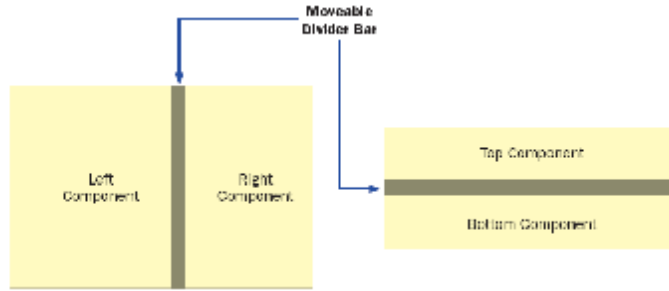 Moveable
Divider Bar
Left
Component
Right
Component
Top Component
Bottom Component